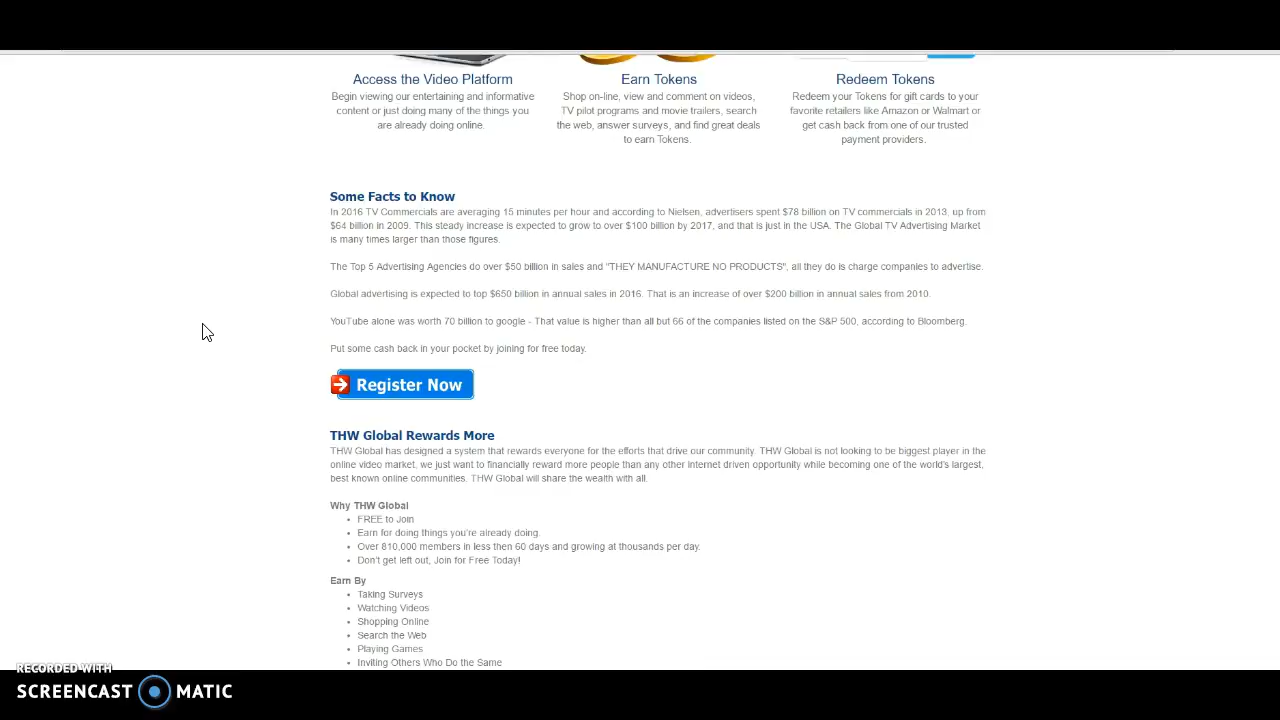 Access the Video Platform
Begin viewing our entertaining and informative
content or just doing many of the things you
are already doing online.
Earn Tokens
Shop on-line, view and comment on videos,
TV pilot programs and movie trailers, search
the web, answer surveys, and find great deals
to earn Tokens.
Redeem Tokens
Redeem your Tokens for gift cards to your
favorite retailers like Amazon or Walmart or
get cash back from one of our trusted
payment providers.
Some Facts to Know
In 2016 TV Commercials are averaging 15 minutes per hour and according to Nielsen, advertisers spent $78 billion on TV commercials in 2013, up from
$64 billion in 2009. This steady increase is expected to grow to over $100 billion by 2017, and that is just in the USA. The Global TV Advertising Market
is many times larger than those figures.
The Top 5 Advertising Agencies do over $50 billion in sales and "THEY MANUFACTURE NO PRODUCTS", all they do is charge companies to advertise.
Global advertising is expected to top $650 billion in annual sales in 2016. That is an increase of over $200 billion in annual sales from 2010.
YouTube alone was worth 70 billion to google - That value is higher than all but 66 of the companies listed on the S&P 500, according to Bloomberg.
Put some cash back in your pocket by joining for free today.
Register Now
THW Global Rewards More
THW Global has designed a system that rewards everyone for the efforts that drive our community. THW Global is not looking to be biggest player in the
online video market, we just want to financially reward more people than any other Internet driven opportunity while becoming one of the world's largest,
best known online communities. THW Global will share the wealth with all.
Why THW Global
• FREE to Join
• Earn for doing things you're already doing.
• Over 810,000 members in less then 60 days and growing at thousands per day.
• Don't get left out, Join for Free Today!
Earn By
• Taking Surveys
• Watching Videos
• Shopping Online
• Search the Web
• Playing Games
• Inviting Others Who Do the Same
RECORDED WITH
SCREENCAST MATIC